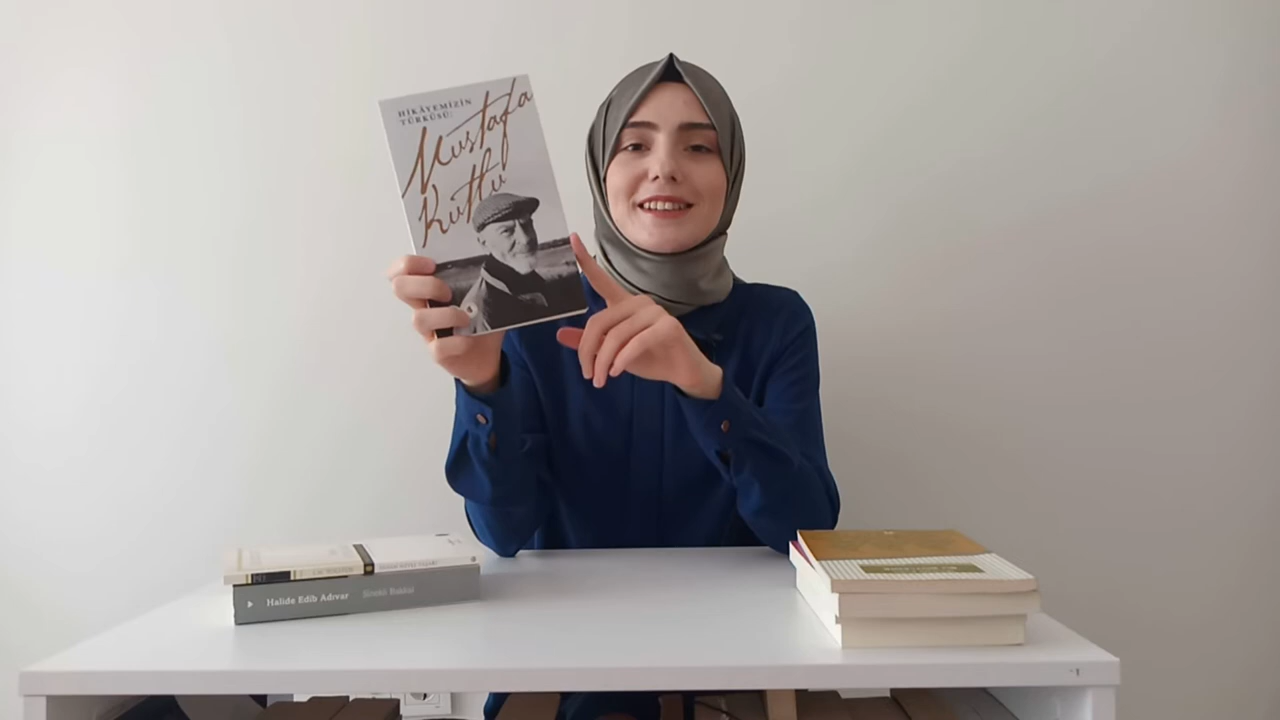 HİKÂYEMİZİN
TÜRKÜSÜ:
Mustafa
Kutlu
Halide Edib Adıvar Sinekli Bakkal